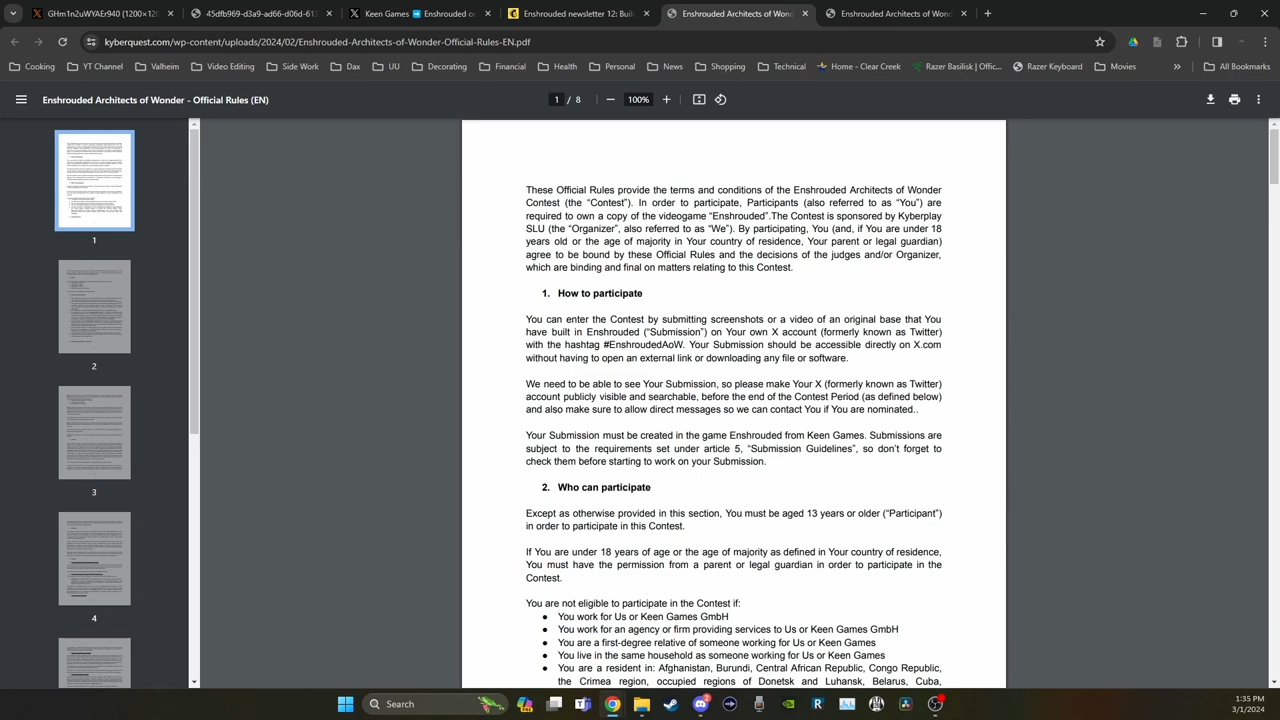 GHm1n2uWYAEr940 (1200×12
45dfb969-d3a9-ad66-d06d-613
Keen Games ➡ Enshrouded o
Enshrouded newsletter 12: Buil
Enshrouded Architects of Wond
Enshrouded Architects of Wond
kyberquest.com/wp-content/uploads/2024/02/Enshrouded-Architects-of-Wonder-Official-Rules-EN.pdf
Cooking
YT Channel
Valheim
Video Editing
Side Work
Dax
UU
Decorating
Financial
Health
Personal
News
Shopping
Technical
Home - Clear Creek
Razer Basilisk | Offic...
Razer Keyboard
Movies
»
All Bookmarks
Enshrouded Architects of Wonder - Official Rules (EN)
1 / 8
100%
1
2
3
4
These Official Rules provide the terms and conditions of the Enshrouded Architects of Wonder
Contest (the “Contest”). In order to participate, Participants (also referred to as “You”) are
required to own a copy of the videogame “Enshrouded”.The Contest is sponsored by Kyberplay
SLU (the “Organizer”, also referred to as “We”). By participating, You (and, if You are under 18
years old or the age of majority in Your country of residence, Your parent or legal guardian)
agree to be bound by these Official Rules and the decisions of the judges and/or Organizer,
which are binding and final on matters relating to this Contest.
1. How to participate
You can enter the Contest by submitting screenshots or a video of an original base that You
have built in Enshrouded (“Submission”) on Your own X account (formerly known as Twitter)
with the hashtag #EnshroudedAoW. Your Submission should be accessible directly on X.com
without having to open an external link or downloading any file or software.
We need to be able to see Your Submission, so please make Your X (formerly known as Twitter)
account publicly visible and searchable, before the end of the Contest Period (as defined below)
and also make sure to allow direct messages so we can contact You if You are nominated..
Your Submission must be created in the game Enshrouded from Keen Games. Submissions are
subject to the requirements set under article 5, “Submission Guidelines”, so don’t forget to
check them before starting to work on your Submission.
2. Who can participate
Except as otherwise provided in this section, You must be aged 13 years or older (“Participant”)
in order to participate in this Contest.
If You are under 18 years of age or the age of majority as defined in Your country of residence,
You must have the permission from a parent or legal guardian in order to participate in the
Contest.
You are not eligible to participate in the Contest if:
● You work for Us or Keen Games GmbH
● You work for an agency or firm providing services to Us or Keen Games GmbH
● You are a first-degree relative of someone working for Us or Keen Games
● You live in the same household as someone working for Us or Keen Games
● You are a resident in: Afghanistan, Burundi, Central African Republic, Congo Republic,
the Crimea region, occupied regions of Donetsk and Luhansk, Belarus, Cuba,
Search
1:35 PM
3/1/2024